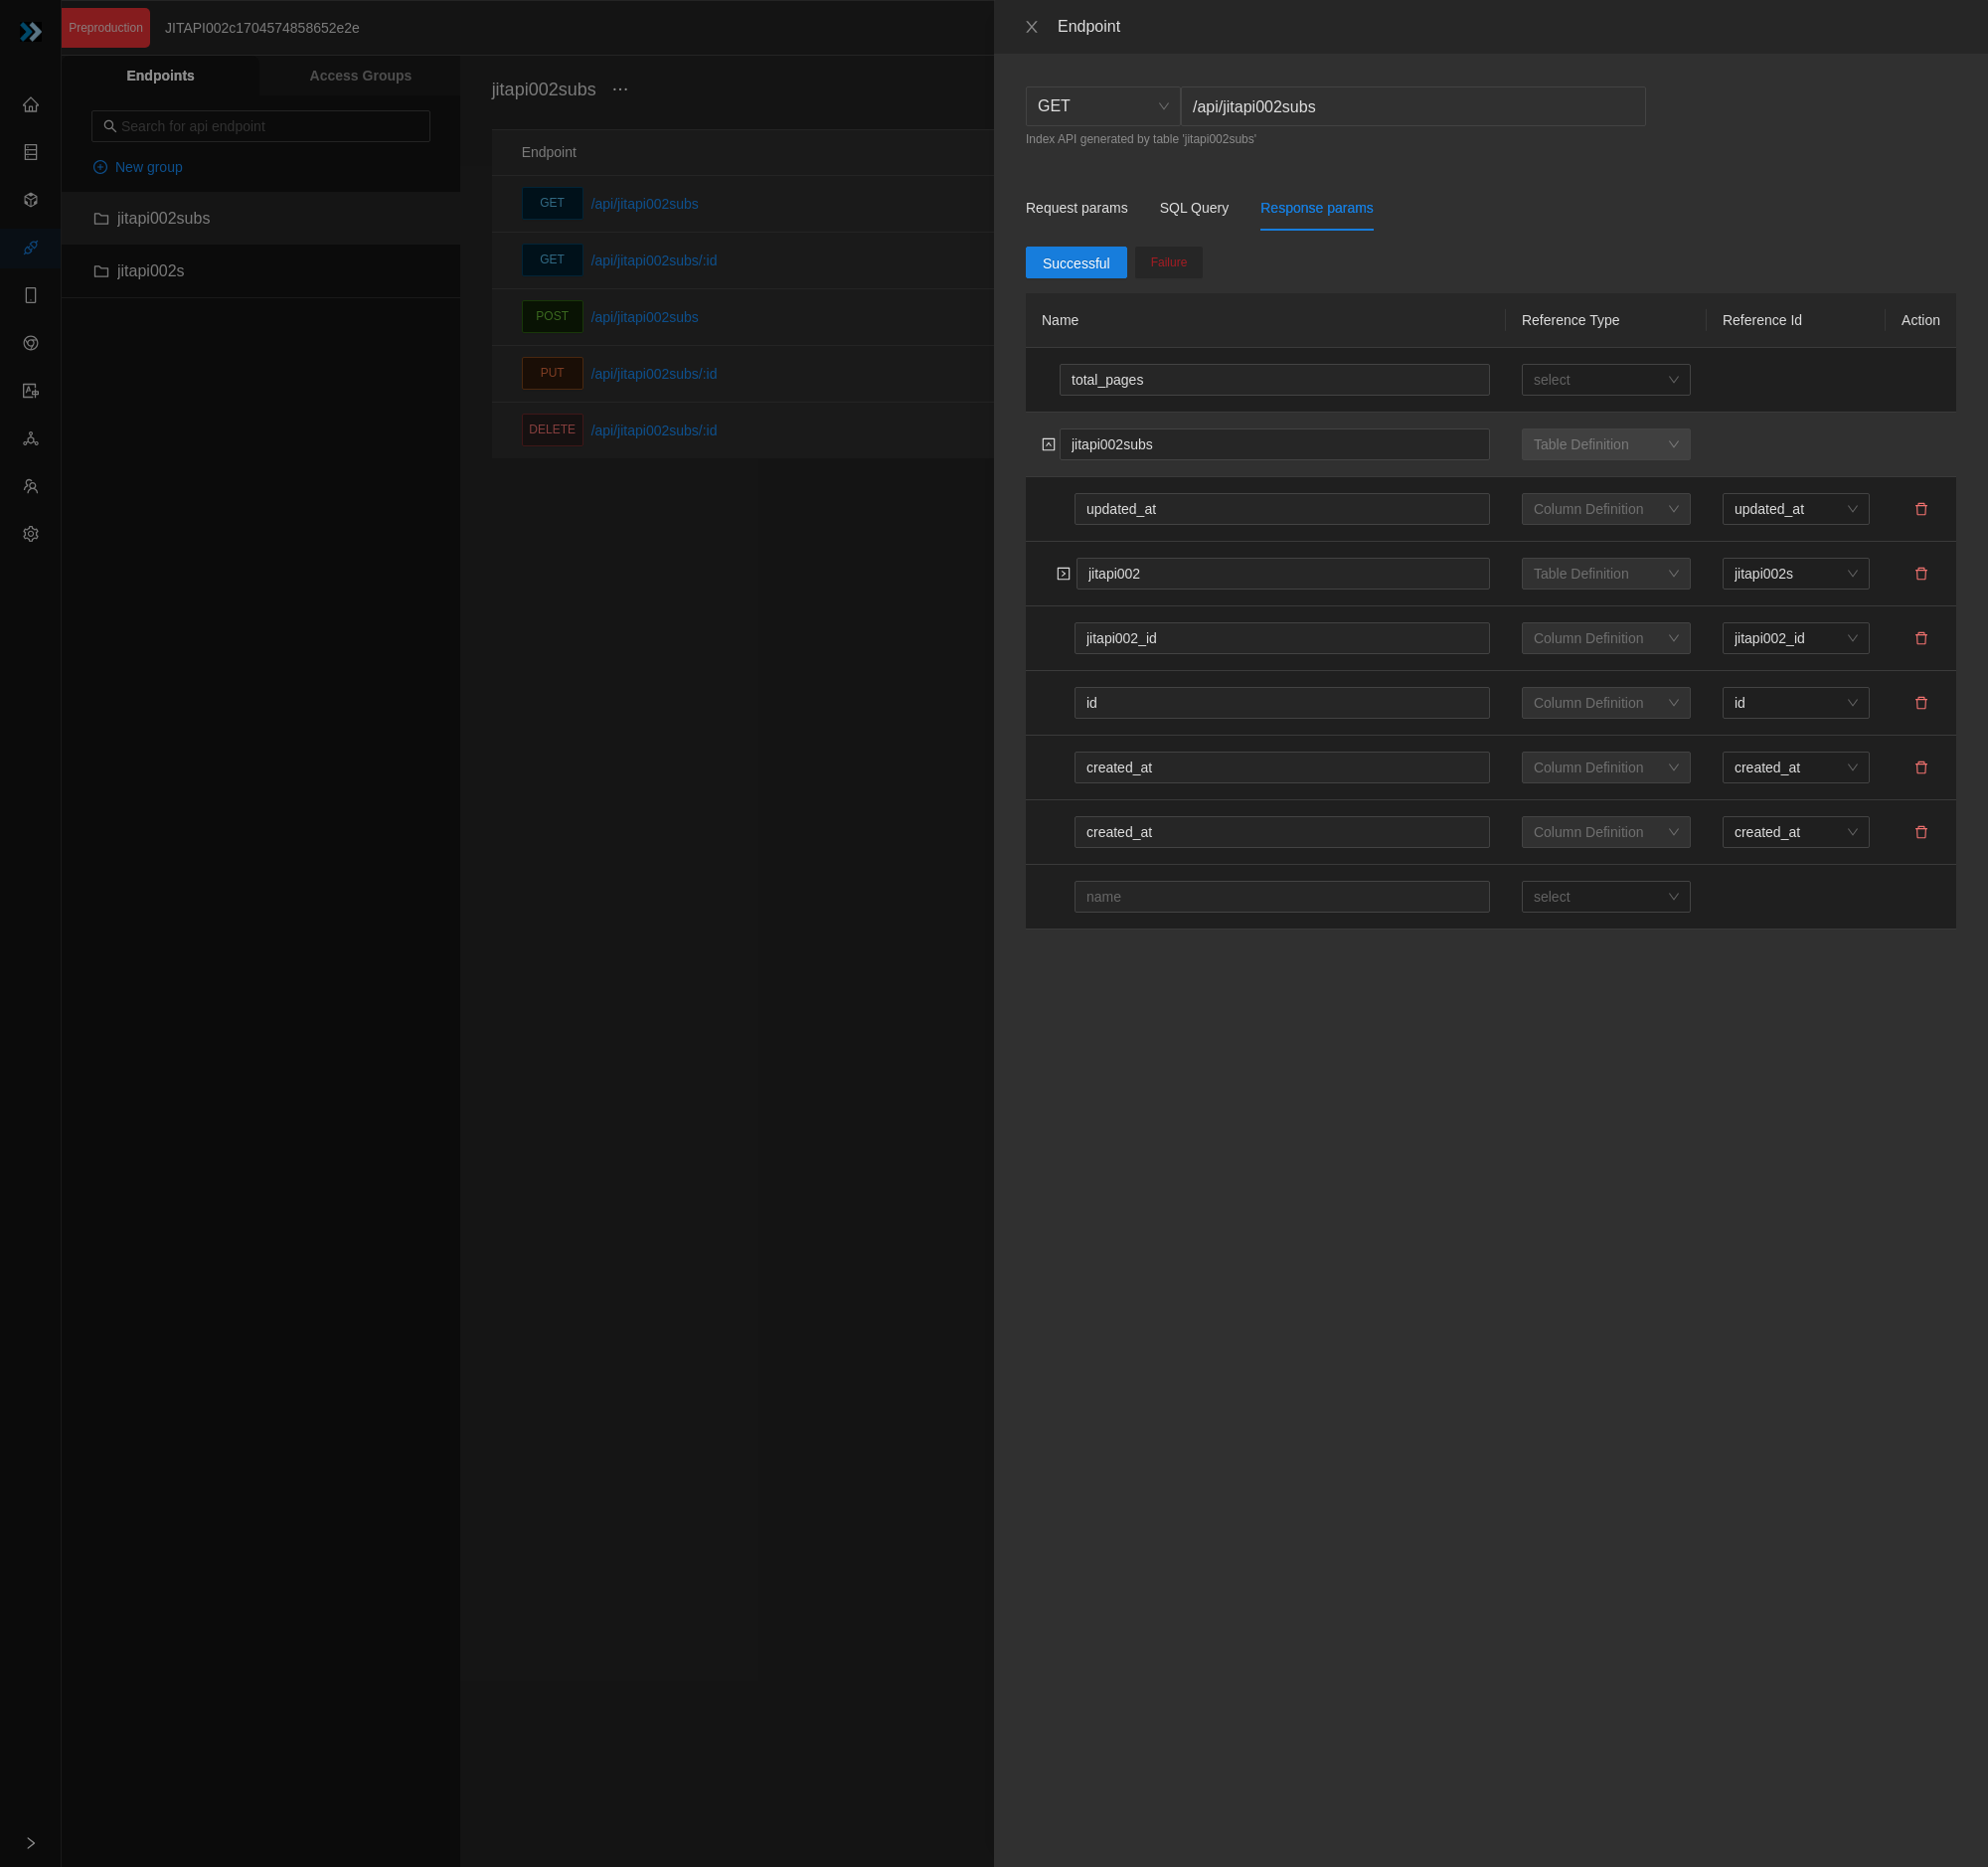 Preproduction JITAPI002c1704574858652e2e
Endpoints Access Groups
Search for api endpoint
New group
jitapi002subs
jitapi002s
jitapi002subs ···
Endpoint
GET /api/jitapi002subs
GET /api/jitapi002subs/:id
POST /api/jitapi002subs
PUT /api/jitapi002subs/:id
DELETE /api/jitapi002subs/:id
Endpoint
GET /api/jitapi002subs
Index API generated by table 'jitapi002subs'
Request params SQL Query Response params
Successful Failure
Name Reference Type Reference Id Action
total_pages select
jitapi002subs Table Definition
updated_at Column Definition updated_at
jitapi002 Table Definition jitapi002s
jitapi002_id Column Definition jitapi002_id
id Column Definition id
created_at Column Definition created_at
created_at Column Definition created_at
name select